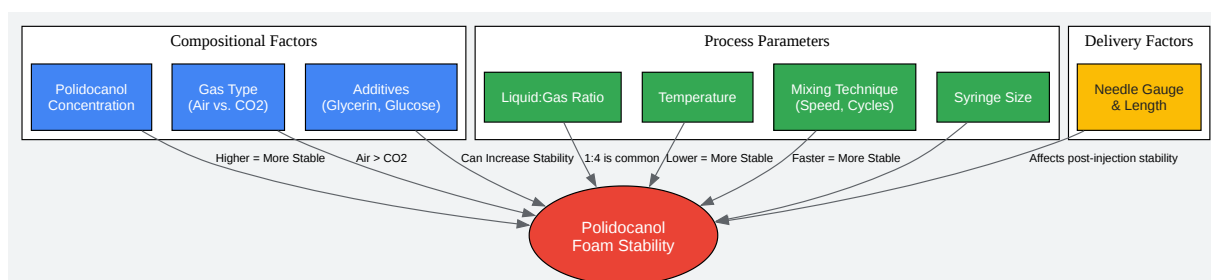 Compositional Factors
Process Parameters
Delivery Factors
Polidocanol
Concentration
Gas Type
(Air vs. CO2)
Additives
(Glycerin, Glucose)
Liquid:Gas Ratio
Temperature
Mixing Technique
(Speed, Cycles)
Syringe Size
Needle Gauge
& Length
Higher = More Stable
Air > CO2
Can Increase Stability
1:4 is common
Lower = More Stable
Faster = More Stable
Affects post-injection stability
Polidocanol
Foam Stability